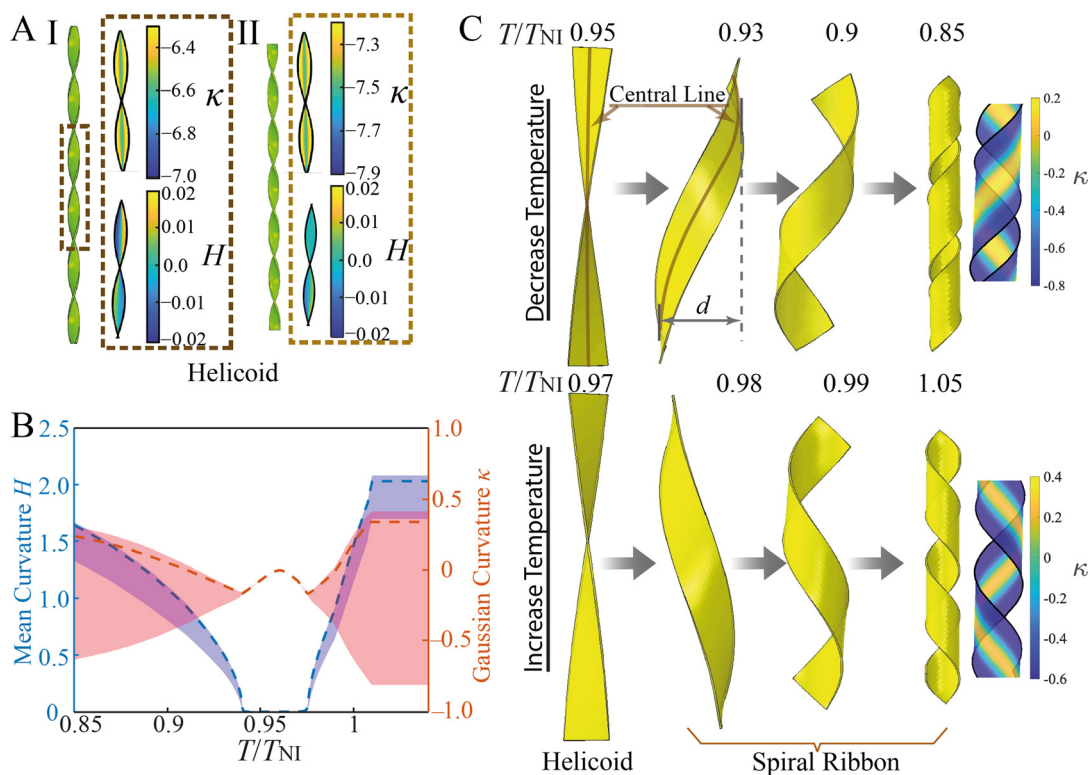 A
I
−6.4
−6.6
−6.8
−7.0
κ
0.02
0.01
0.0
−0.01
−0.02
H
II
−7.3
−7.5
−7.7
−7.9
κ
0.02
0.01
0.0
−0.01
−0.02
H
Helicoid
B
2.5
2.0
1.5
1.0
0.5
0
Mean Curvature H
1.0
0.5
0
−0.5
−1.0
Gaussian Curvature κ
0.85 0.9 0.95 1
T/TNI
C
T/TNI 0.95 0.93 0.9 0.85
Central Line
Decrease Temperature
d
0.2
0
-0.2
-0.4
-0.6
-0.8
κ
T/TNI 0.97 0.98 0.99 1.05
Increase Temperature
0.4
0.2
0
-0.2
-0.4
-0.6
κ
Helicoid Spiral Ribbon